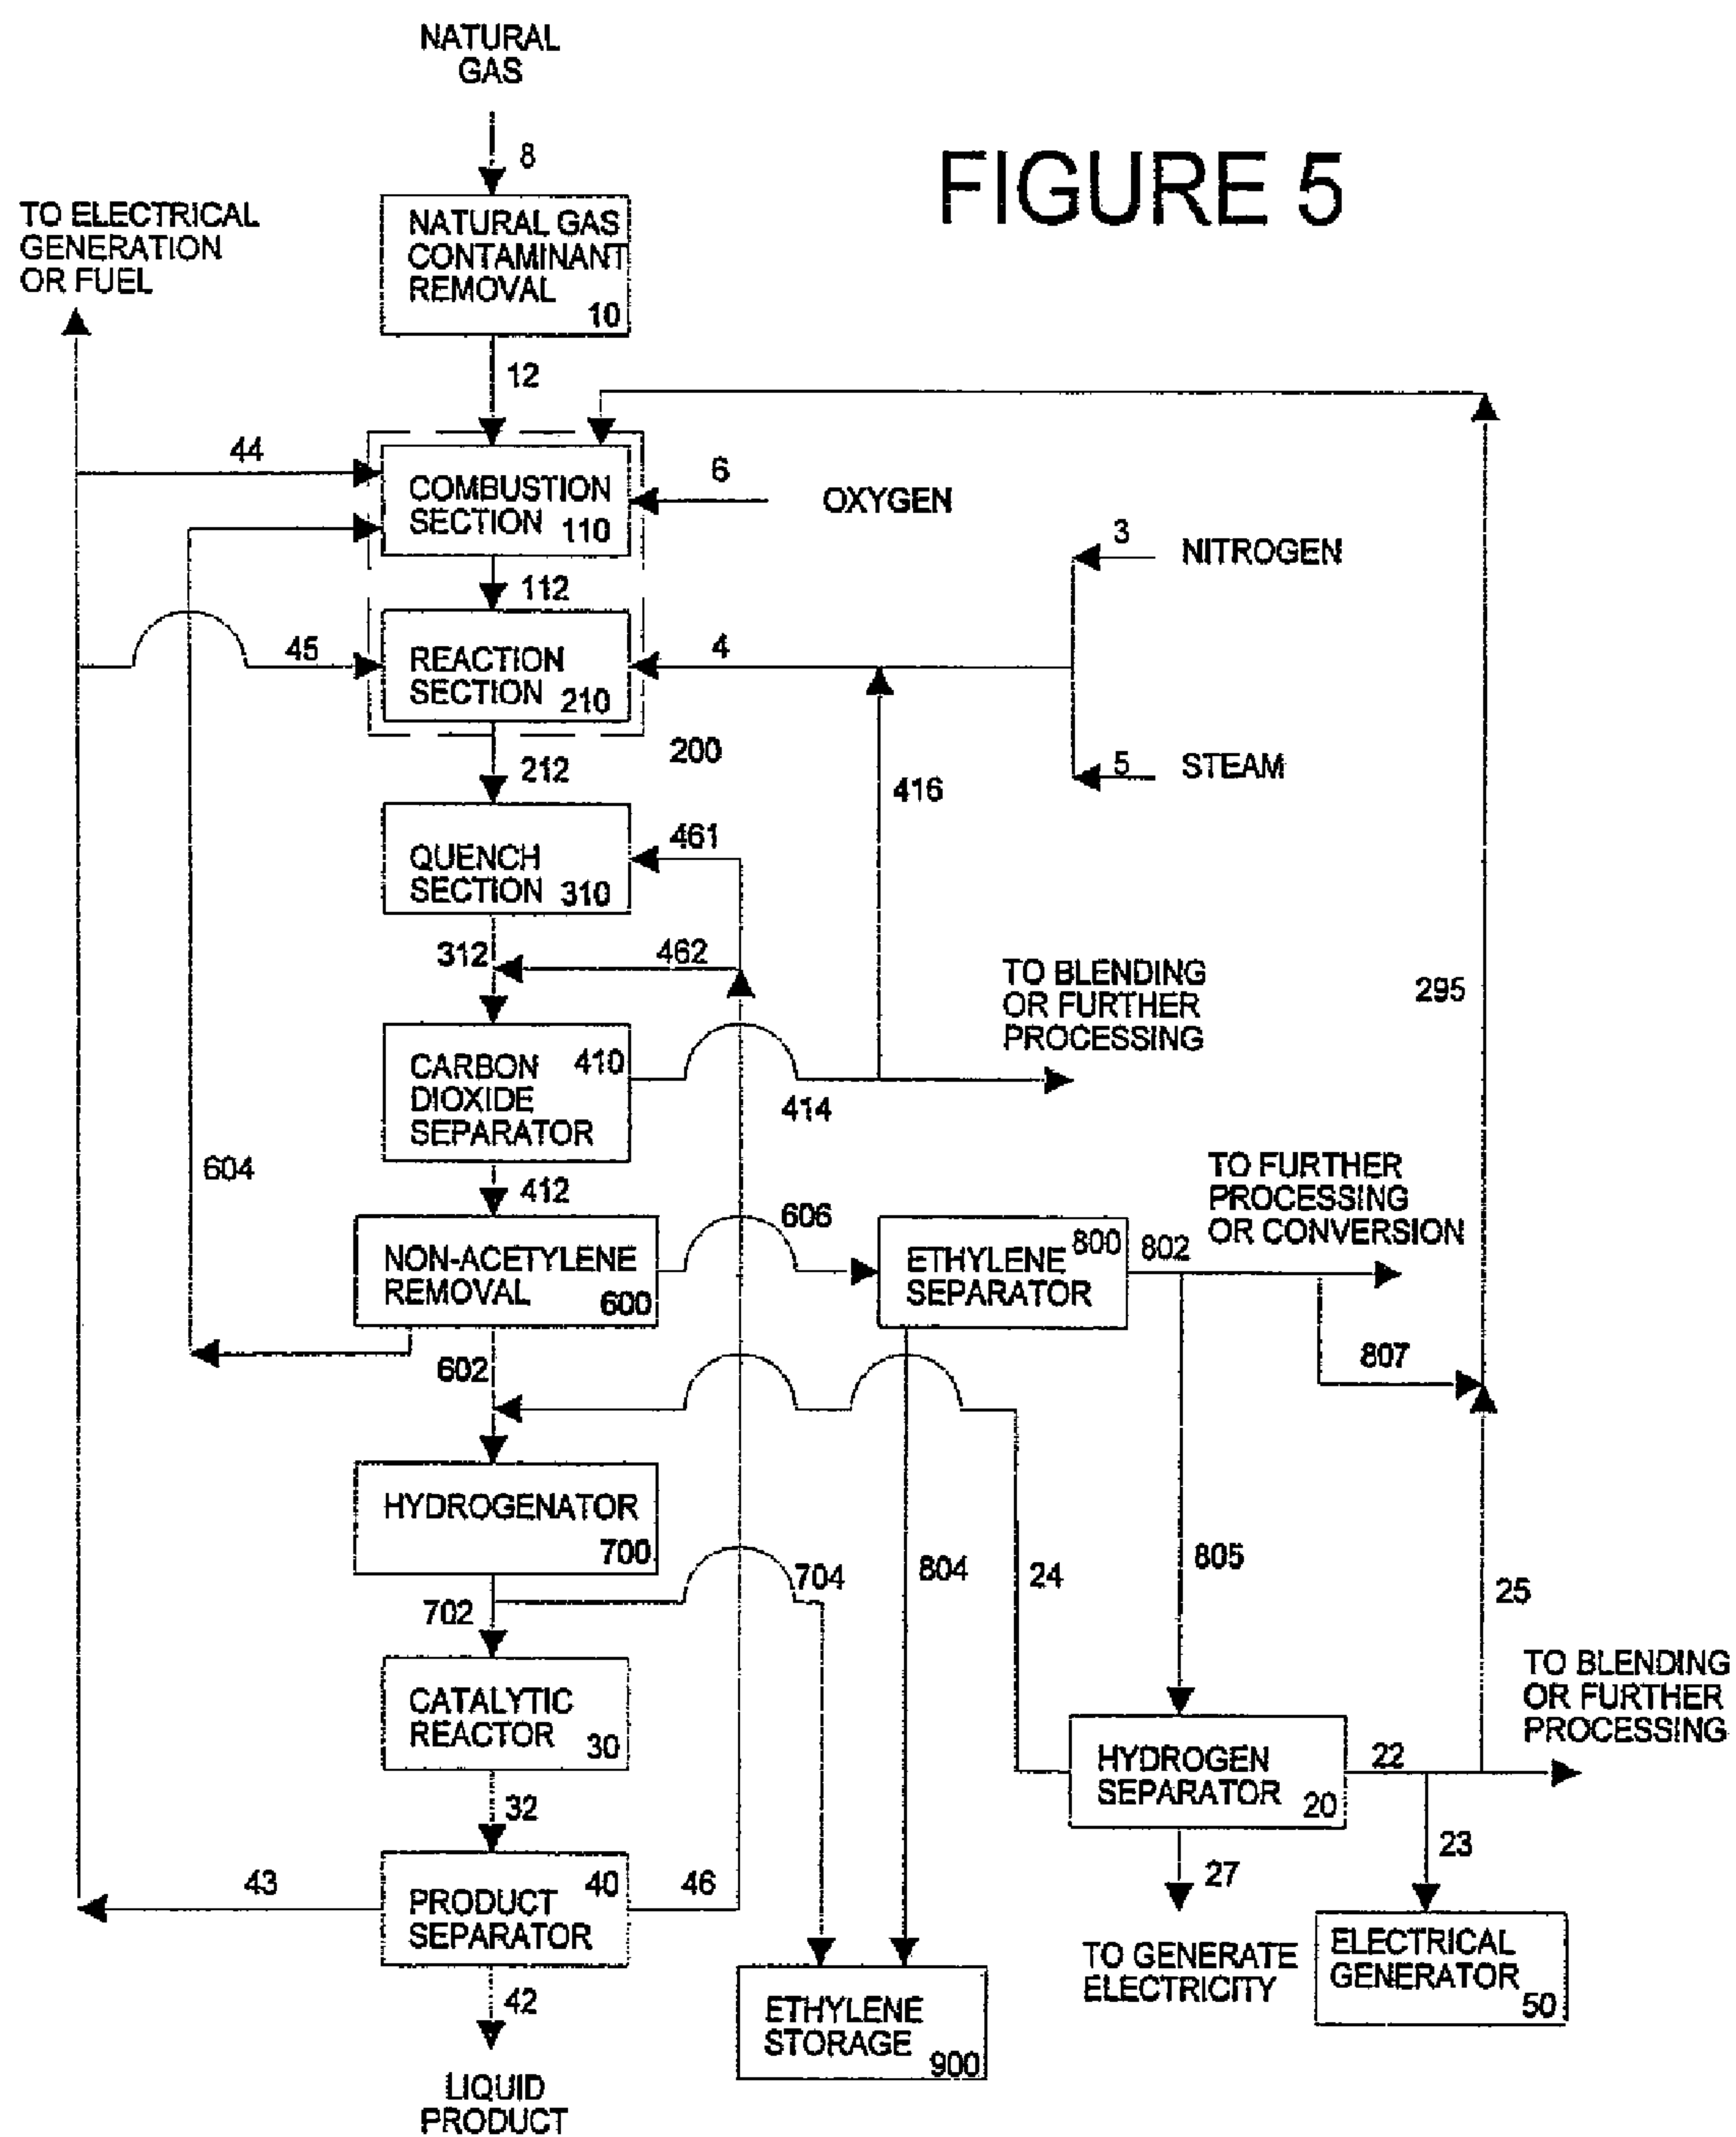 NATURAL
GAS
8
FIGURE 5
TO ELECTRICAL
GENERATION
OR FUEL
NATURAL GAS
CONTAMINANT
REMOVAL
10
12
44
COMBUSTION
SECTION
110
6
OXYGEN
3
NITROGEN
112
45
REACTION
SECTION
210
4
200
5
STEAM
212
416
QUENCH
SECTION
310
461
312
462
TO BLENDING
OR FURTHER
PROCESSING
295
CARBON
DIOXIDE
SEPARATOR
410
414
604
412
606
TO FURTHER
PROCESSING
OR CONVERSION
NON-ACETYLENE
REMOVAL
600
ETHYLENE
SEPARATOR
800
802
602
807
HYDROGENATOR
700
704
804
24
805
25
702
CATALYTIC
REACTOR
30
TO BLENDING
OR FURTHER
PROCESSING
HYDROGEN
SEPARATOR
20
22
32
23
43
PRODUCT
SEPARATOR
40
46
27
TO GENERATE
ELECTRICITY
ELECTRICAL
GENERATOR
50
42
ETHYLENE
STORAGE
900
LIQUID
PRODUCT